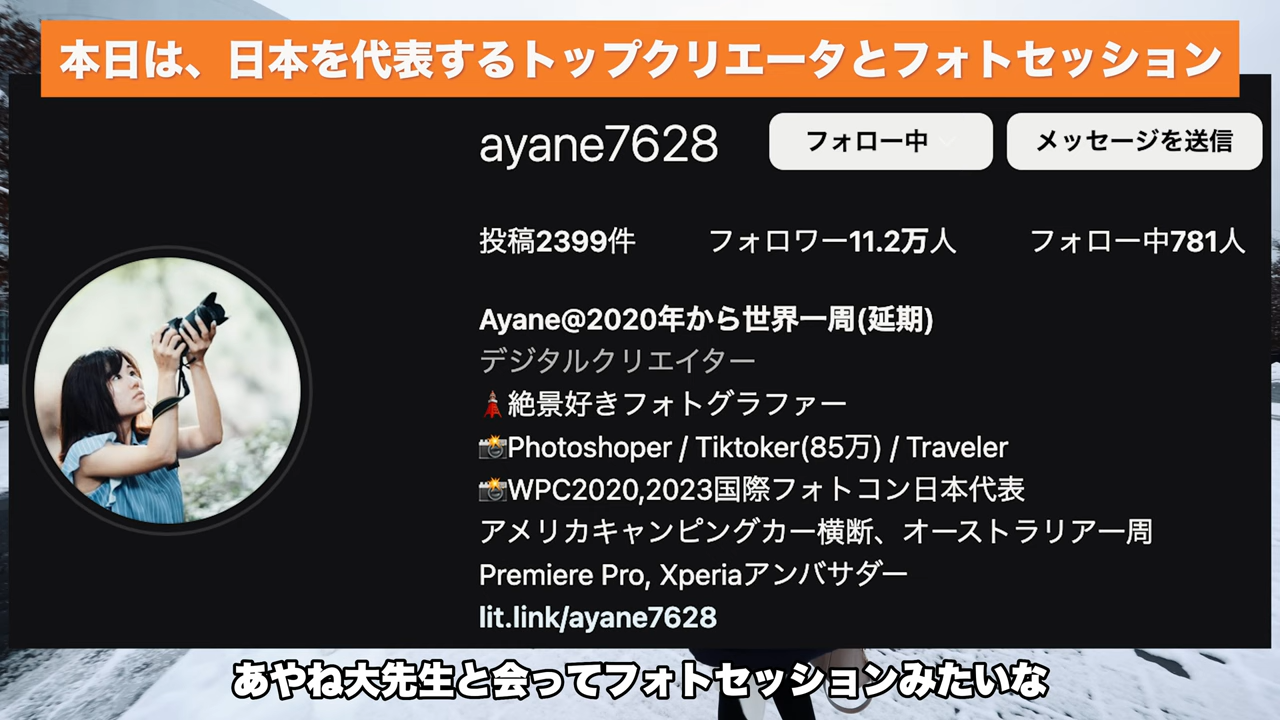 本日は、日本を代表するトップクリエータとフォトセッション
ayane7628 フォロー中 メッセージを送信
投稿2399件 フォロワー11.2万人 フォロー中781人
Ayane@2020年から世界一周(延期)
デジタルクリエイター
🗼絶景好きフォトグラファー
📸Photoshoper / Tiktoker(85万) / Traveler
📸WPC2020,2023国際フォトコン日本代表
アメリカキャンピングカー横断、オーストラリア一周
Premiere Pro, Xperiaアンバサダー
lit.link/ayane7628
あやね大先生と会ってフォトセッションみたいな